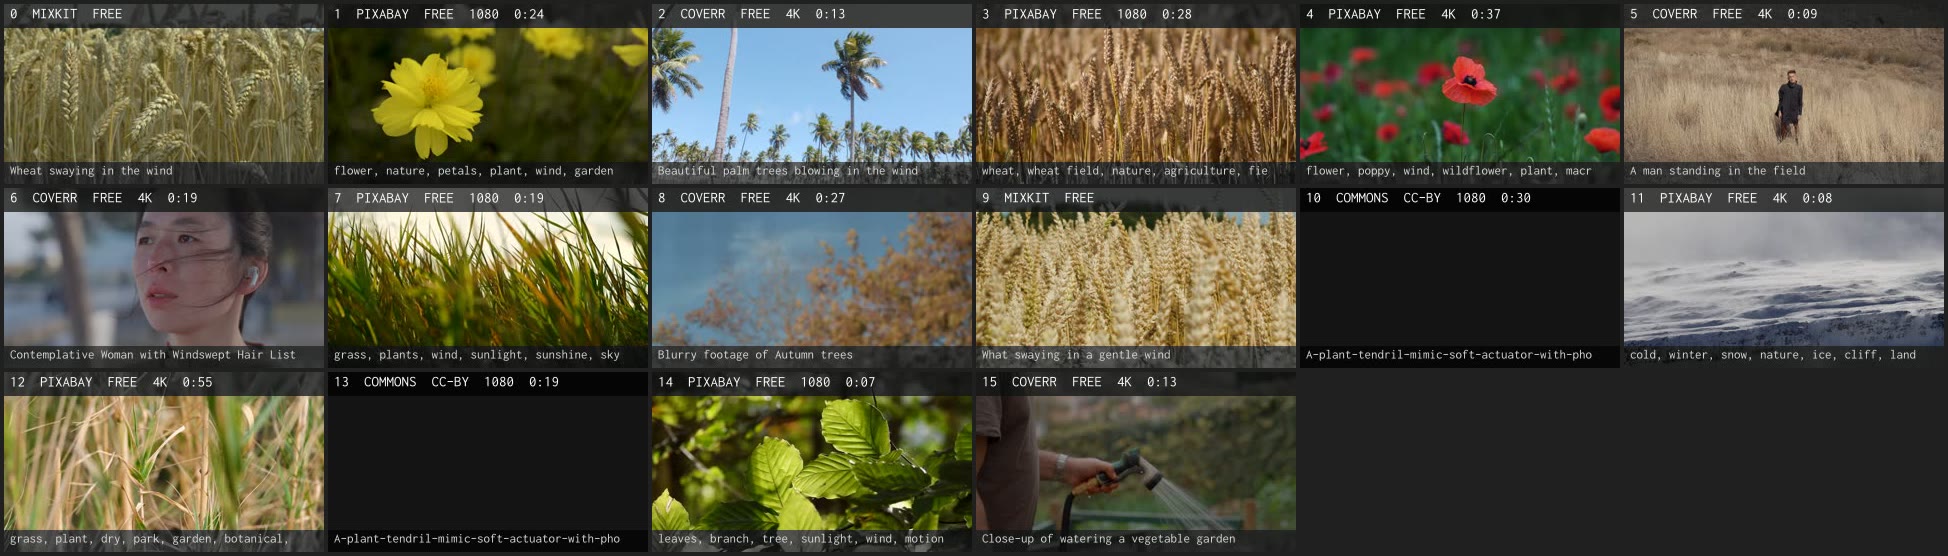 0 MIXKIT FREE
Wheat swaying in the wind
1 PIXABAY FREE 1080 0:24
flower, nature, petals, plant, wind, garden
2 COVERR FREE 4K 0:13
Beautiful palm trees blowing in the wind
3 PIXABAY FREE 1080 0:28
wheat, wheat field, nature, agriculture, fie
4 PIXABAY FREE 4K 0:37
flower, poppy, wind, wildflower, plant, macr
5 COVERR FREE 4K 0:09
A man standing in the field
6 COVERR FREE 4K 0:19
Contemplative Woman with Windswept Hair List
7 PIXABAY FREE 1080 0:19
grass, plants, wind, sunlight, sunshine, sky
8 COVERR FREE 4K 0:27
Blurry footage of Autumn trees
9 MIXKIT FREE
What swaying in a gentle wind
10 COMMONS CC-BY 1080 0:30
A-plant-tendril-mimic-soft-actuator-with-pho
11 PIXABAY FREE 4K 0:08
cold, winter, snow, nature, ice, cliff, land
12 PIXABAY FREE 4K 0:55
grass, plant, dry, park, garden, botanical,
13 COMMONS CC-BY 1080 0:19
A-plant-tendril-mimic-soft-actuator-with-pho
14 PIXABAY FREE 1080 0:07
leaves, branch, tree, sunlight, wind, motion
15 COVERR FREE 4K 0:13
Close-up of watering a vegetable garden